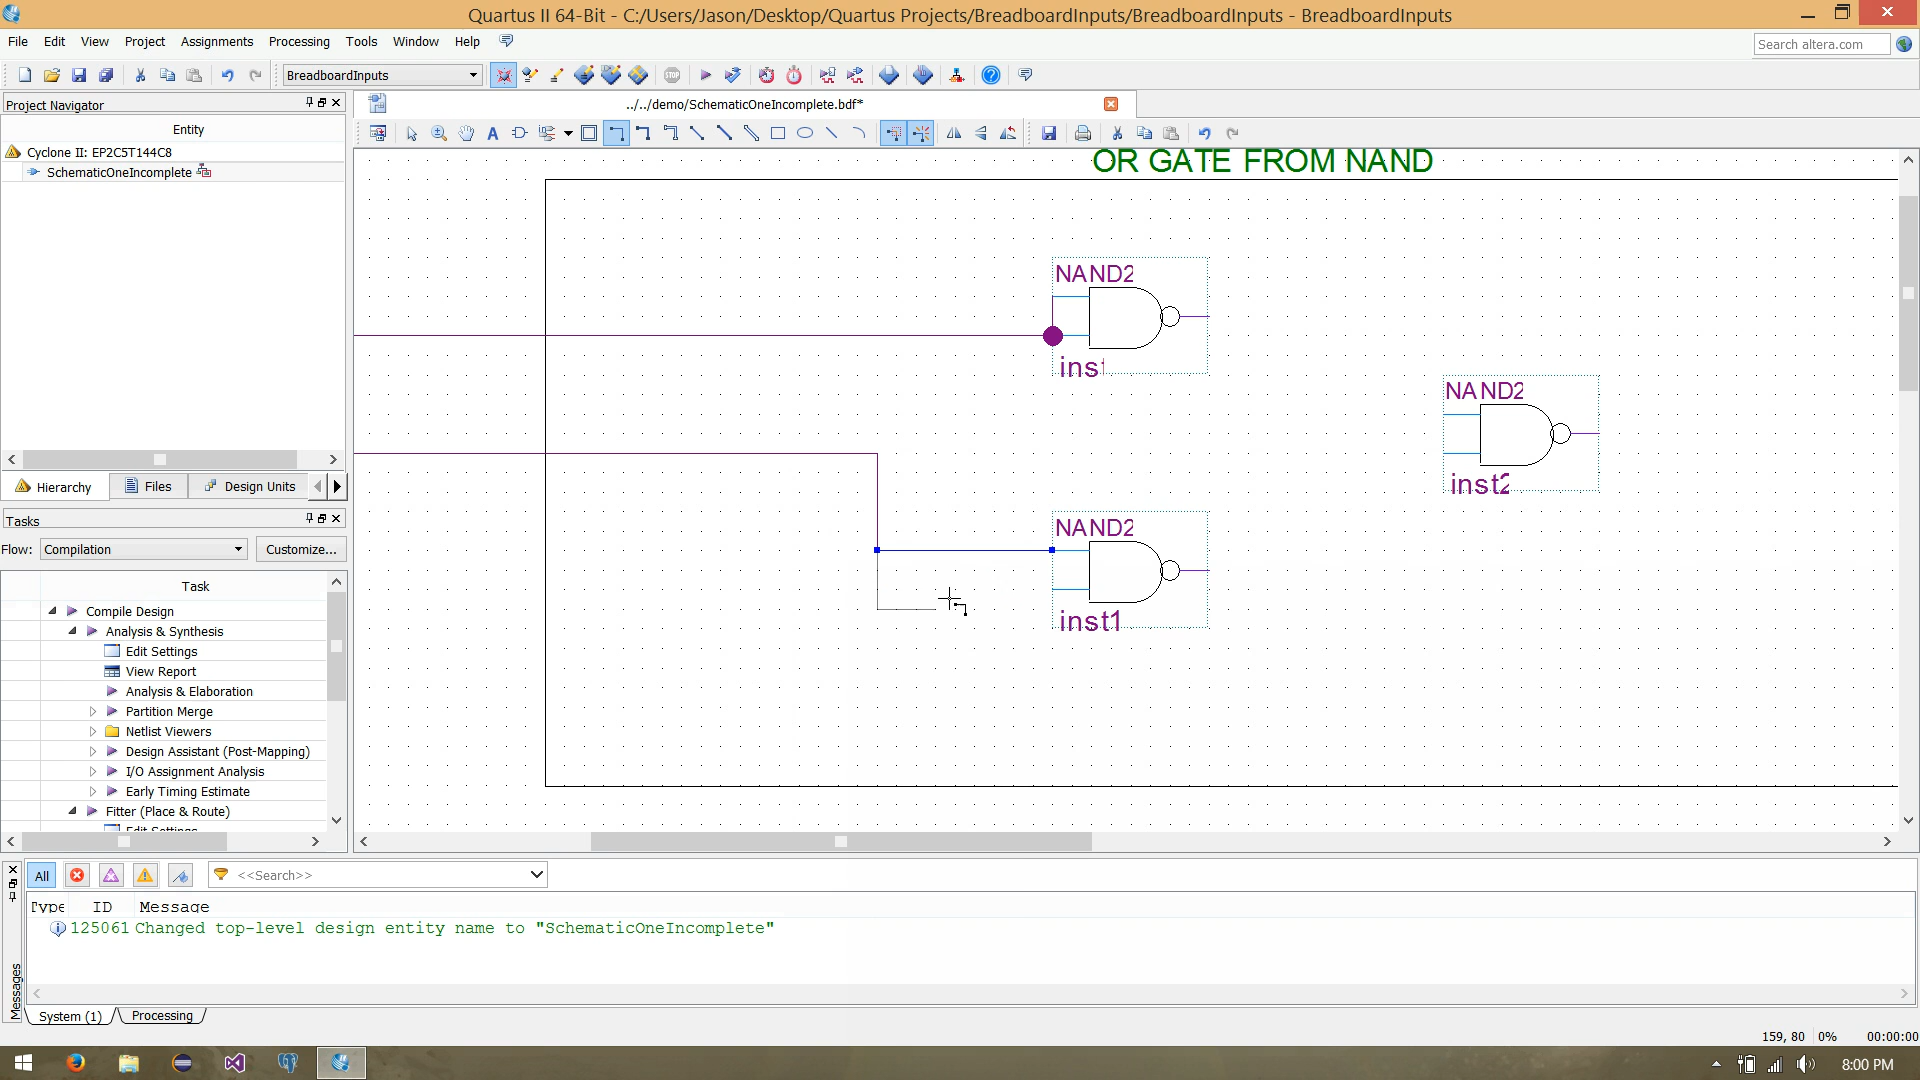 Quartus II 64-Bit - C:/Users/Jason/Desktop/Quartus Projects/BreadboardInputs/BreadboardInputs - BreadboardInputs
File Edit View Project Assignments Processing Tools Window Help
Search altera.com
BreadboardInputs
STOP
Project Navigator
../../demo/SchematicOneIncomplete.bdf*
Entity
Cyclone II: EP2C5T144C8
SchematicOneIncomplete
OR GATE FROM NAND
NAND2
inst
NAND2
inst2
NAND2
inst1
Hierarchy Files Design Units
Tasks
Flow: Compilation Customize...
Task
Compile Design
Analysis & Synthesis
Edit Settings
View Report
Analysis & Elaboration
Partition Merge
Netlist Viewers
Design Assistant (Post-Mapping)
I/O Assignment Analysis
Early Timing Estimate
Fitter (Place & Route)
Edit Settings
All <<Search>>
Type ID Message
125061 Changed top-level design entity name to "SchematicOneIncomplete"
Messages
System (1) Processing
159, 80 0% 00:00:00
8:00 PM